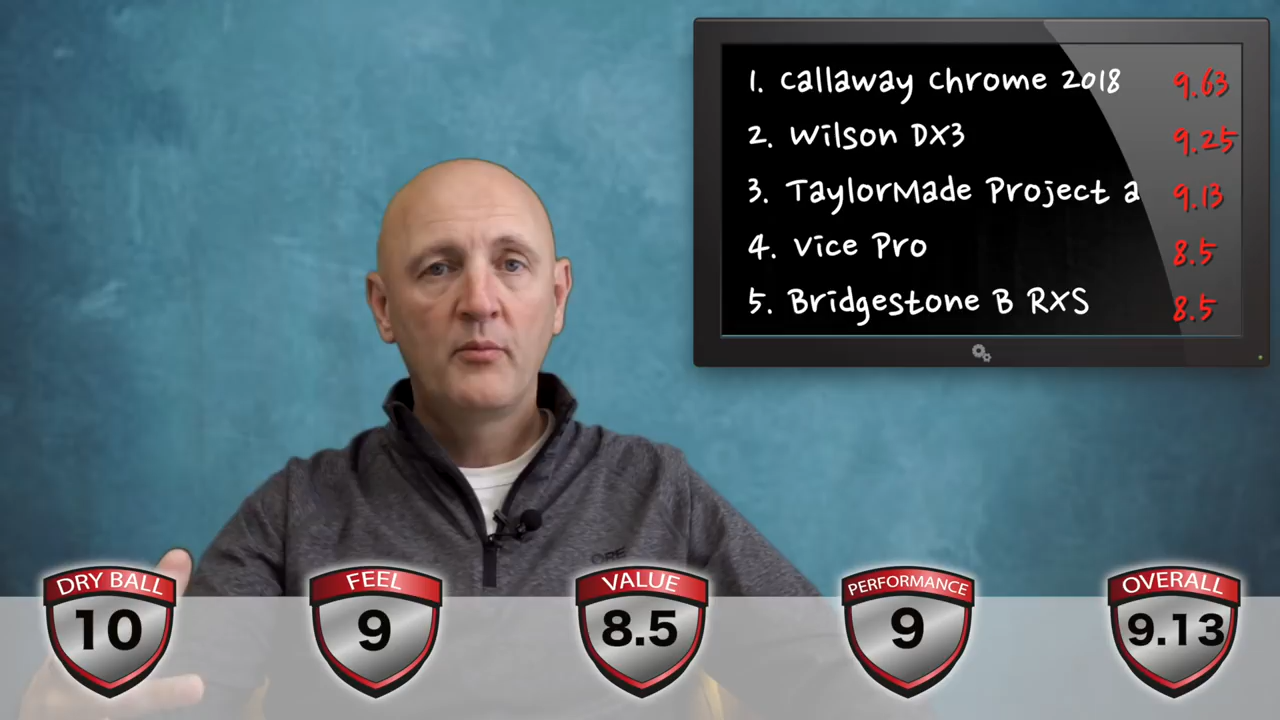 1. Callaway Chrome 2018 9.63
2. Wilson DX3 9.25
3. TaylorMade Project a 9.13
4. Vice Pro 8.5
5. Bridgestone B RXS 8.5
ORE
DRY BALL FEEL VALUE PERFORMANCE OVERALL
10 9 8.5 9 9.13